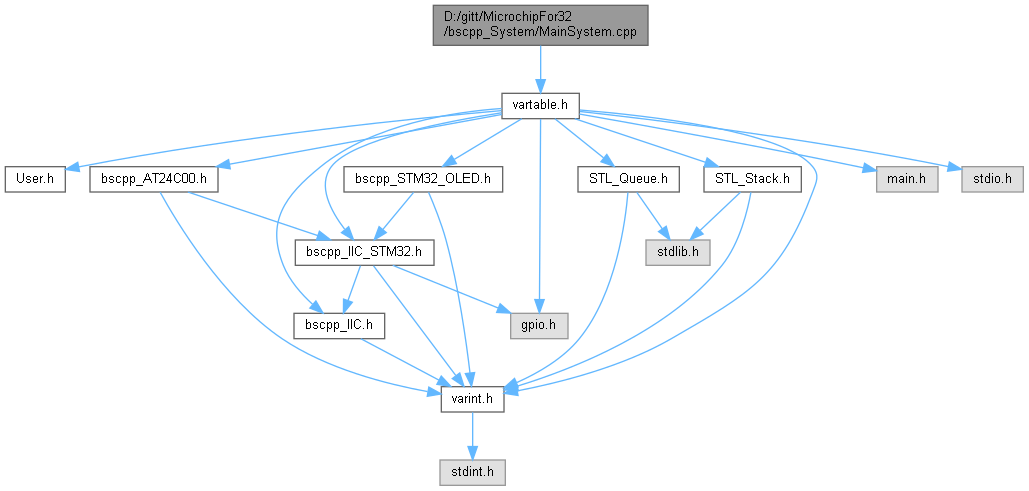 D:/gitt/MicrochipFor32
/bscpp_System/MainSystem.cpp
vartable.h
User.h
bscpp_AT24C00.h
bscpp_STM32_OLED.h
STL_Queue.h
STL_Stack.h
main.h
stdio.h
bscpp_IIC_STM32.h
stdlib.h
bscpp_IIC.h
gpio.h
varint.h
stdint.h